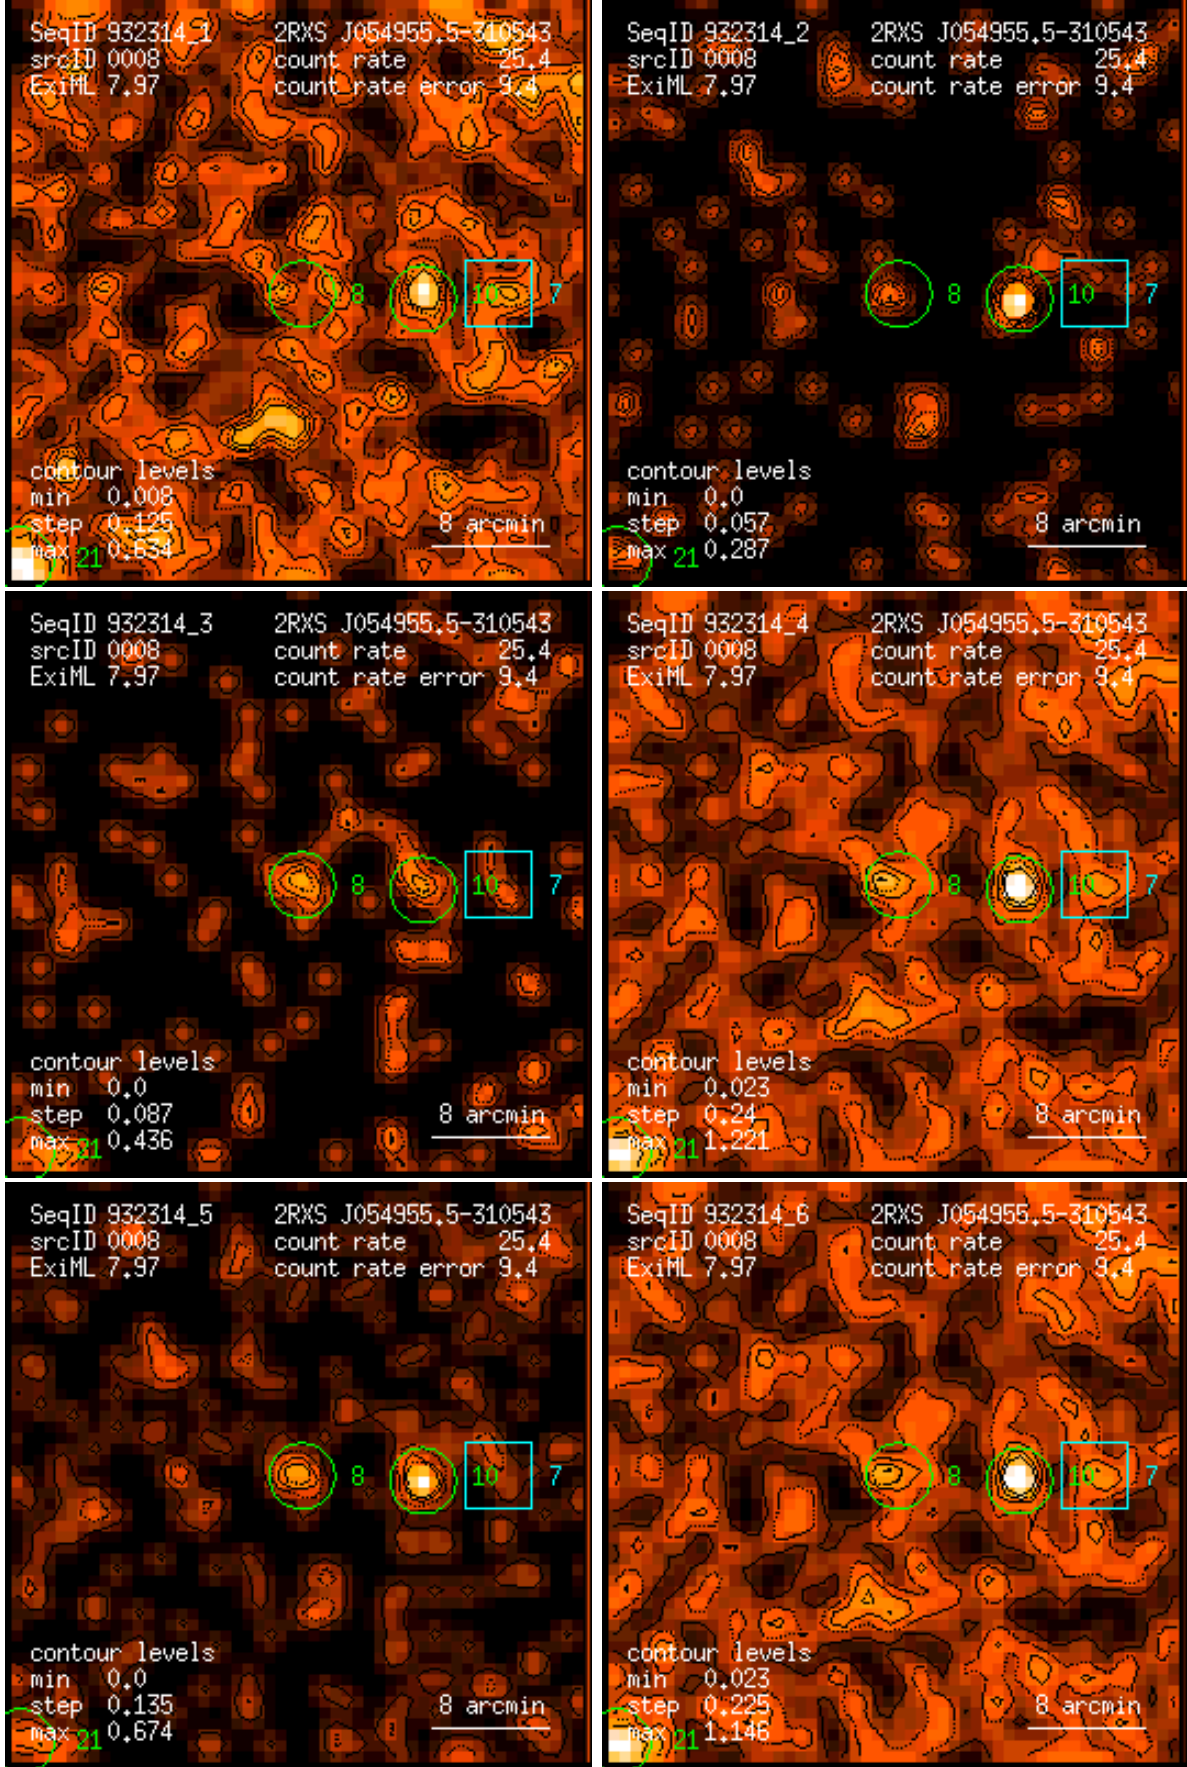 SeqID 932314_1 2RXS J054955.5-310543
srcID 0008 count rate 25.4
ExiML 7.97 count rate error 9.4
8 10 7
contour levels
min 0.008
step 0.125 8 arcmin
max 0.634
21
SeqID 932314_2 2RXS J054955.5-310543
srcID 0008 count rate 25.4
ExiML 7.97 count rate error 9.4
8 10 7
contour levels
min 0.0
step 0.057 8 arcmin
max 0.287
21
SeqID 932314_3 2RXS J054955.5-310543
srcID 0008 count rate 25.4
ExiML 7.97 count rate error 9.4
8 10 7
contour levels
min 0.0
step 0.087 8 arcmin
max 0.436
21
SeqID 932314_4 2RXS J054955.5-310543
srcID 0008 count rate 25.4
ExiML 7.97 count rate error 9.4
8 10 7
contour levels
min 0.023
step 0.24 8 arcmin
max 1.221
21
SeqID 932314_5 2RXS J054955.5-310543
srcID 0008 count rate 25.4
ExiML 7.97 count rate error 9.4
8 10 7
contour levels
min 0.0
step 0.135 8 arcmin
max 0.674
21
SeqID 932314_6 2RXS J054955.5-310543
srcID 0008 count rate 25.4
ExiML 7.97 count rate error 9.4
8 10 7
contour levels
min 0.023
step 0.225 8 arcmin
max 1.146
21